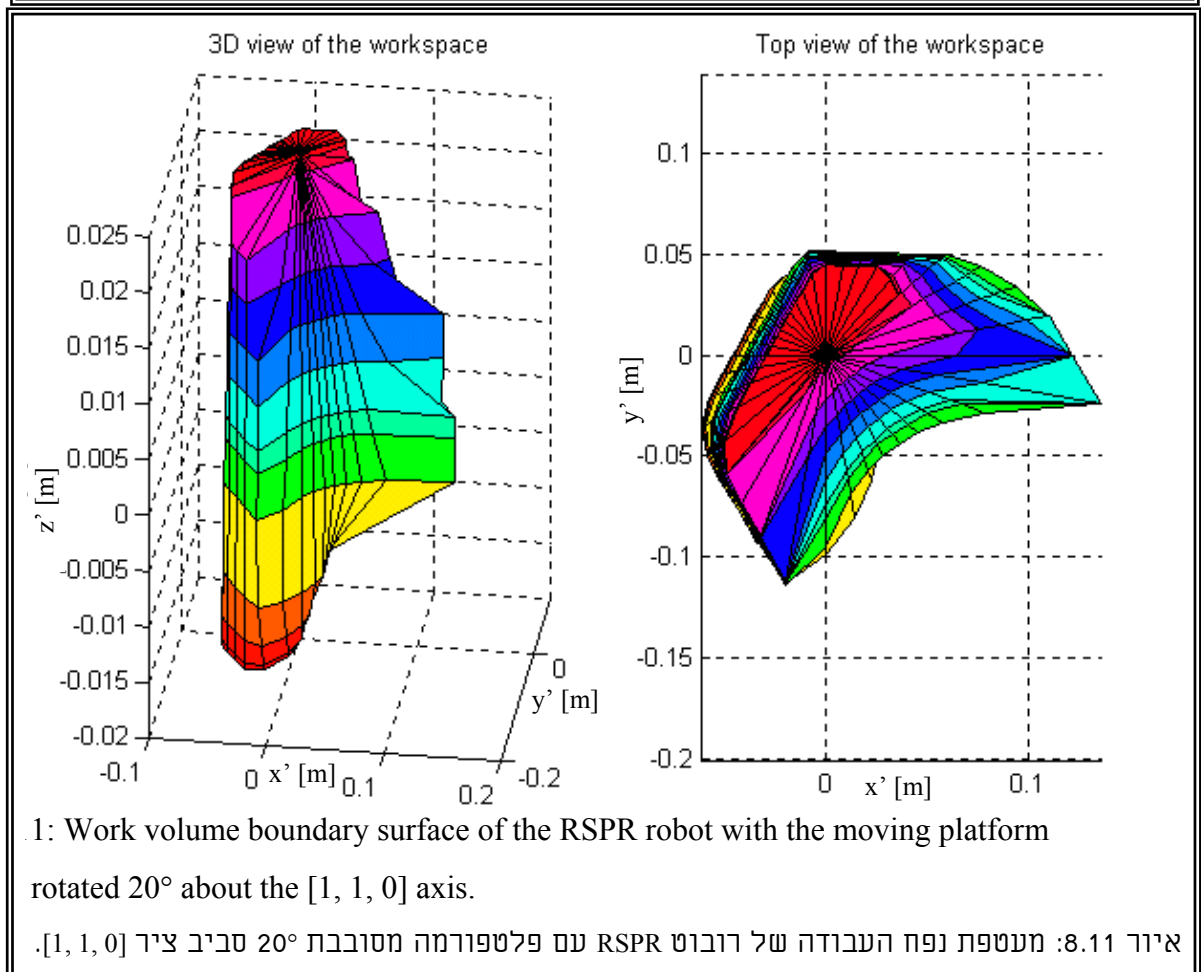 3D view of the workspace
0.025
0.02
0.015
0.01
0.005
0
-0.005
-0.01
-0.015
-0.02
z' [m]
-0.1
0
x' [m]
0.1
0.2
-0.2
0
y' [m]
Top view of the workspace
0.1
0.05
0
-0.05
-0.1
-0.15
-0.2
y' [m]
0
x' [m]
0.1
1: Work volume boundary surface of the RSPR robot with the moving platform
rotated 20° about the [1, 1, 0] axis.
איור 8.11: מעטפת נפח העבודה של רובוט RSPR עם פלטפורמה מסובבת 20° סביב ציר [1, 1, 0].